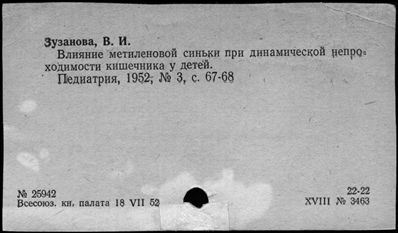 Зузанова, В. И.
Влияние метиленовой синьки при динамической непро-
ходимости кишечника у детей.
Педиатрия, 1952, № 3, с. 67-68
№ 25942
Всесоюз. кн. палата 18 VII 52
22-22
XVIII № 3463